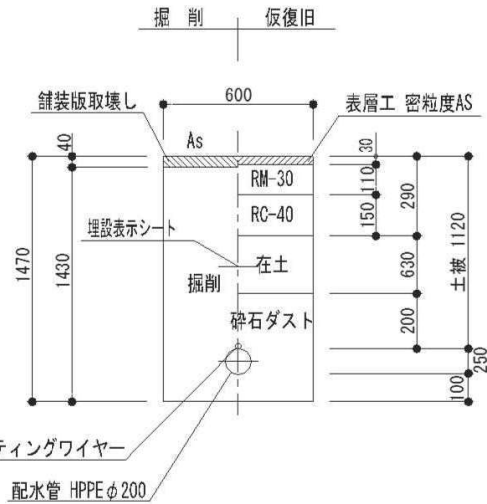 掘 削 仮復旧
舗装版取壊し
600
表層工 密粒度AS
As
40
30
RM-30
110
290
RC-40
150
埋設表示シート
在土
土被 1120
630
1470
1430
掘削
砕石ダスト
200
250
100
ティングワイヤー
配水管 HPPEφ200